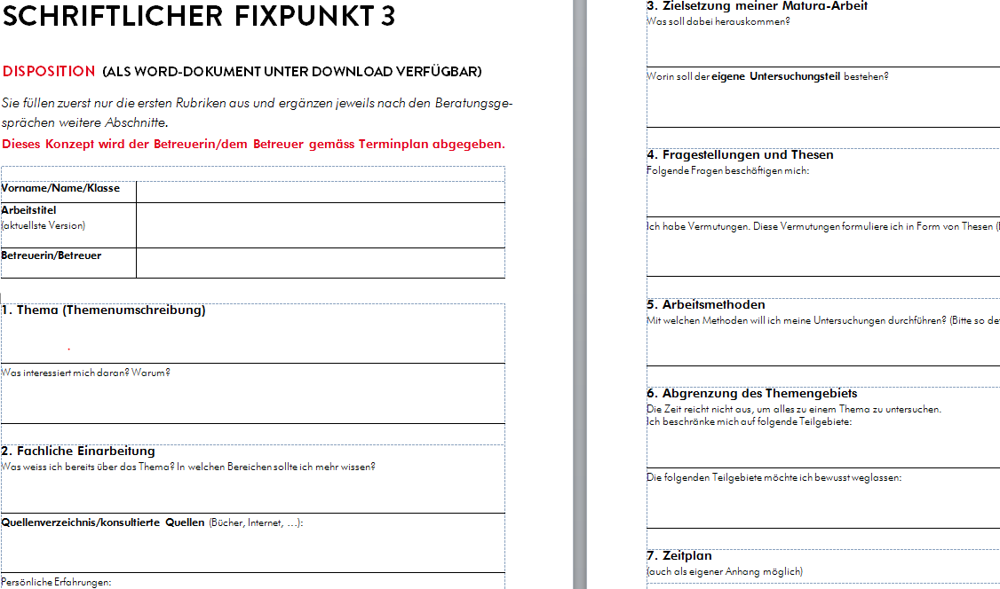 SCHRIFTLICHER FIXPUNKT 3
DISPOSITION (ALS WORD-DOKUMENT UNTER DOWNLOAD VERFÜGBAR)
Sie füllen zuerst nur die ersten Rubriken aus und ergänzen jeweils nach den Beratungsge-
sprächen weitere Abschnitte.
Dieses Konzept wird der Betreuerin/dem Betreuer gemäss Terminplan abgegeben.
Vorname/Name/Klasse
Arbeitstitel
(aktuellste Version)
Betreuerin/Betreuer
1. Thema (Themenumschreibung)
Was interessiert mich daran? Warum?
2. Fachliche Einarbeitung
Was weiss ich bereits über das Thema? In welchen Bereichen sollte ich mehr wissen?
Quellenverzeichnis/konsultierte Quellen (Bücher, Internet, …):
Persönliche Erfahrungen:
3. Zielsetzung meiner Matura-Arbeit
Was soll dabei herauskommen?
Worin soll der eigene Untersuchungsteil bestehen?
4. Fragestellungen und Thesen
Folgende Fragen beschäftigen mich:
Ich habe Vermutungen. Diese Vermutungen formuliere ich in Form von Thesen (
5. Arbeitsmethoden
Mit welchen Methoden will ich meine Untersuchungen durchführen? (Bitte so de
6. Abgrenzung des Themengebiets
Die Zeit reicht nicht aus, um alles zu einem Thema zu untersuchen.
Ich beschränke mich auf folgende Teilgebiete:
Die folgenden Teilgebiete möchte ich bewusst weglassen:
7. Zeitplan
(auch als eigener Anhang möglich)